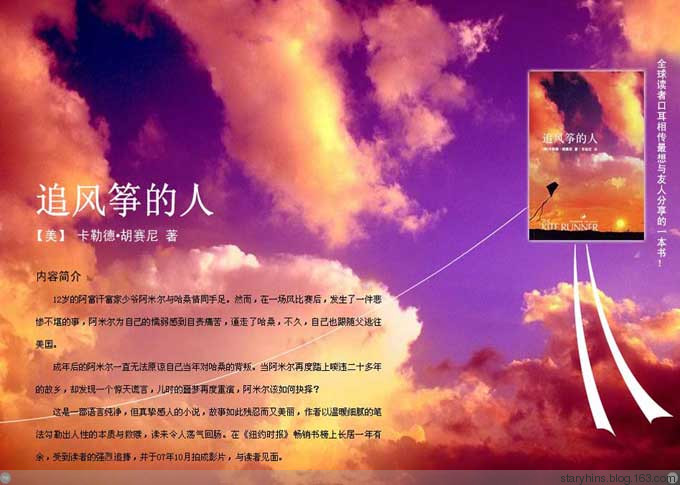 追风筝的人
【美】 卡勒德•胡赛尼 著
内容简介
12岁的阿富汗富家少爷阿米尔与哈桑情同手足。然而，在一场风比赛后，发生了一件悲
惨不堪的事，阿米尔为自己的懦弱感到自责痛苦，逼走了哈桑，不久，自己也跟随父逃往
美国。
成年后的阿米尔一直无法原谅自己当年对哈桑的背叛。当阿米尔再度踏上暌违二十多年
的故乡，却发现一个惊天谎言，儿时的噩梦再度重演，阿米尔该如何抉择？
这是一部语言纯净，但真挚感人的小说，故事如此残忍而又美丽，作者以温暖细腻的笔
法勾勒出人性的本质与救赎，读来令人荡气回肠。在《纽约时报》畅销书榜上长居一年有
余，受到读者的强烈追捧，并于07年10月拍成影片，与读者见面。
追风筝的人
KITE RUNNER
全球读者口耳相传最想与友人分享的一本书！
staryhins.blog.163.com